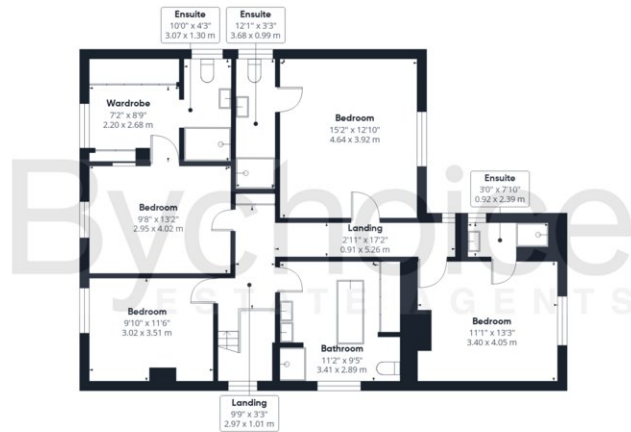 Ensuite
10'0" x 4'3"
3.07 x 1.30 m
Ensuite
12'1" x 3'3"
3.68 x 0.99 m
Wardrobe
7'2" x 8'9"
2.20 x 2.68 m
Bedroom
15'2" x 12'10"
4.64 x 3.92 m
Ensuite
3'0" x 7'10"
0.92 x 2.39 m
Bedroom
9'8" x 13'2"
2.95 x 4.02 m
Landing
2'11" x 17'2"
0.91 x 5.26 m
Bychoice
ESTATE AGENTS
Bedroom
9'10" x 11'6"
3.02 x 3.51 m
Bedroom
11'1" x 13'3"
3.40 x 4.05 m
Bathroom
11'2" x 9'5"
3.41 x 2.89 m
Landing
9'9" x 3'3"
2.97 x 1.01 m